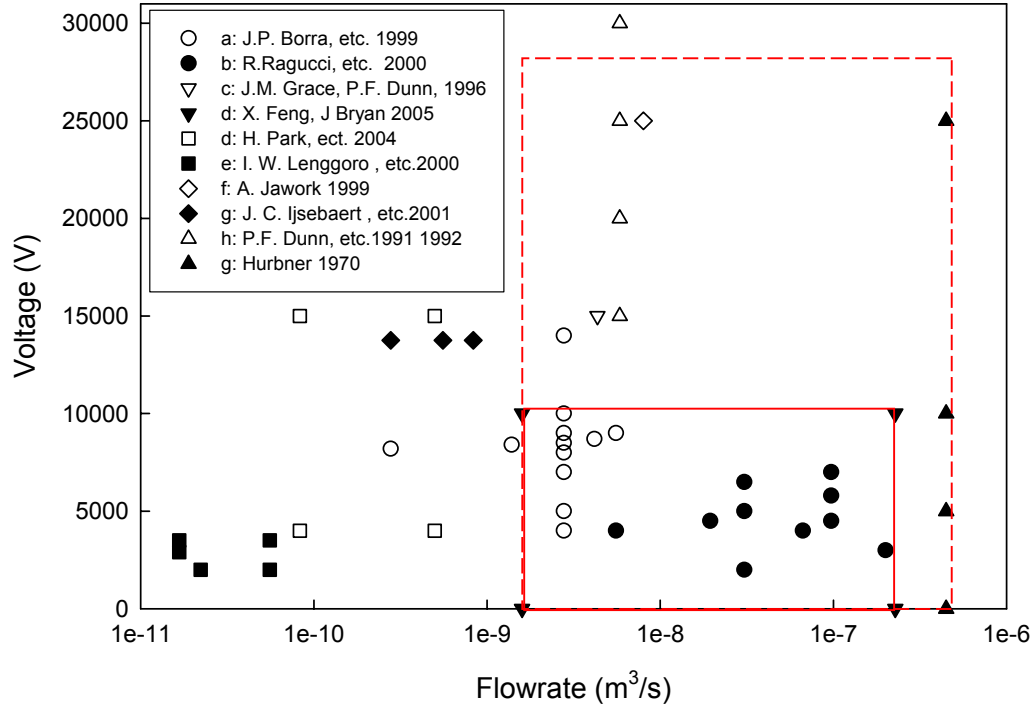 30000
25000
20000
15000
10000
5000
0
Voltage (V)
a: J.P. Borra, etc. 1999
b: R.Ragucci, etc. 2000
c: J.M. Grace, P.F. Dunn, 1996
d: X. Feng, J Bryan 2005
d: H. Park, ect. 2004
e: I. W. Lenggoro , etc.2000
f: A. Jawork 1999
g: J. C. Ijsebaert , etc.2001
h: P.F. Dunn, etc.1991 1992
g: Hurbner 1970
1e-11 1e-10 1e-9 1e-8 1e-7 1e-6
Flowrate (m³/s)